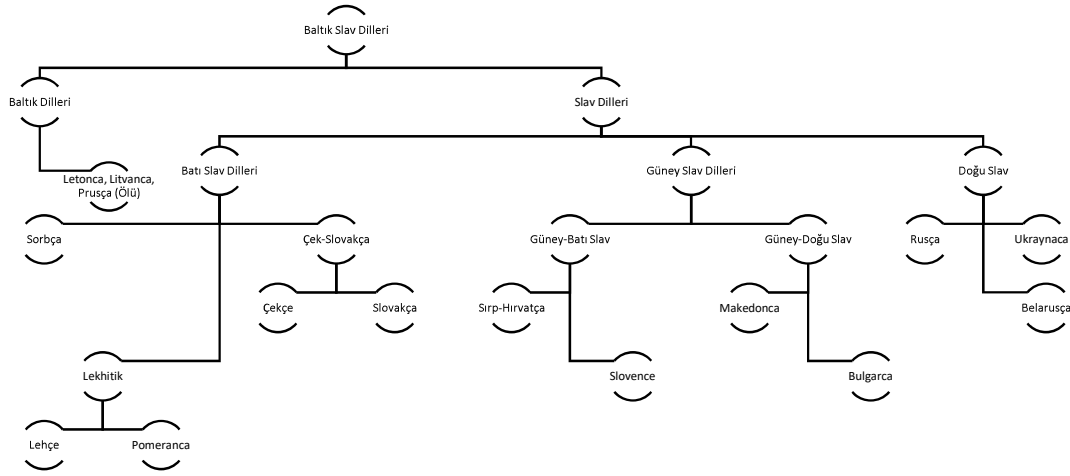 Baltık Slav Dilleri
Baltık Dilleri
Slav Dilleri
Letonca, Litvanca,
Prusça (Ölü)
Batı Slav Dilleri
Güney Slav Dilleri
Doğu Slav
Sorbça
Çek-Slovakça
Güney-Batı Slav
Güney-Doğu Slav
Rusça
Ukraynaca
Çekçe
Slovakça
Sırp-Hırvatça
Makedonca
Belarusça
Lekhitik
Slovence
Bulgarca
Lehçe
Pomeranca